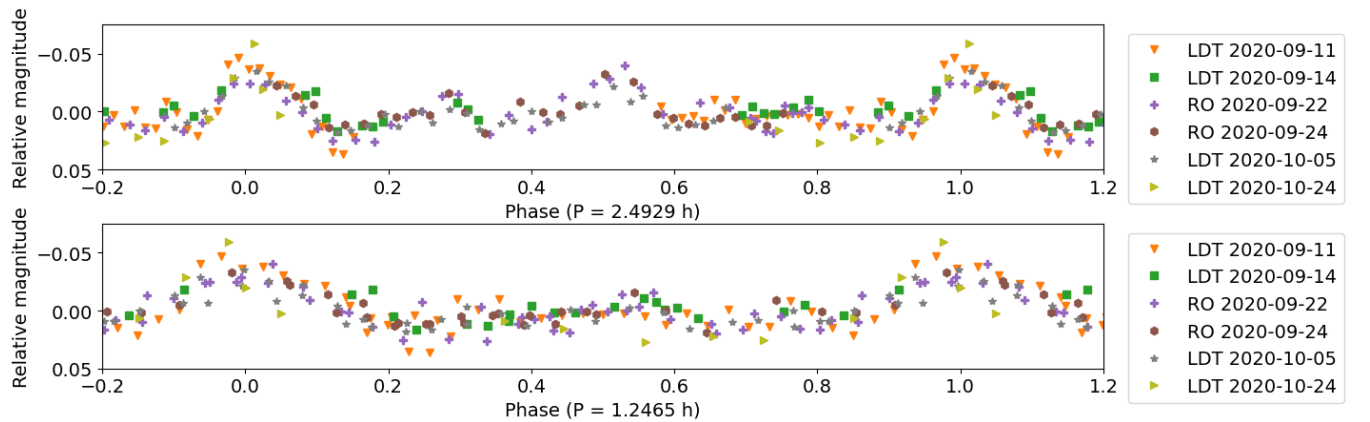 Relative magnitude
−0.05
0.00
0.05
−0.2 0.0 0.2 0.4 0.6 0.8 1.0 1.2
Phase (P = 2.4929 h)
LDT 2020-09-11
LDT 2020-09-14
RO 2020-09-22
RO 2020-09-24
LDT 2020-10-05
LDT 2020-10-24
Relative magnitude
−0.05
0.00
0.05
−0.2 0.0 0.2 0.4 0.6 0.8 1.0 1.2
Phase (P = 1.2465 h)
LDT 2020-09-11
LDT 2020-09-14
RO 2020-09-22
RO 2020-09-24
LDT 2020-10-05
LDT 2020-10-24